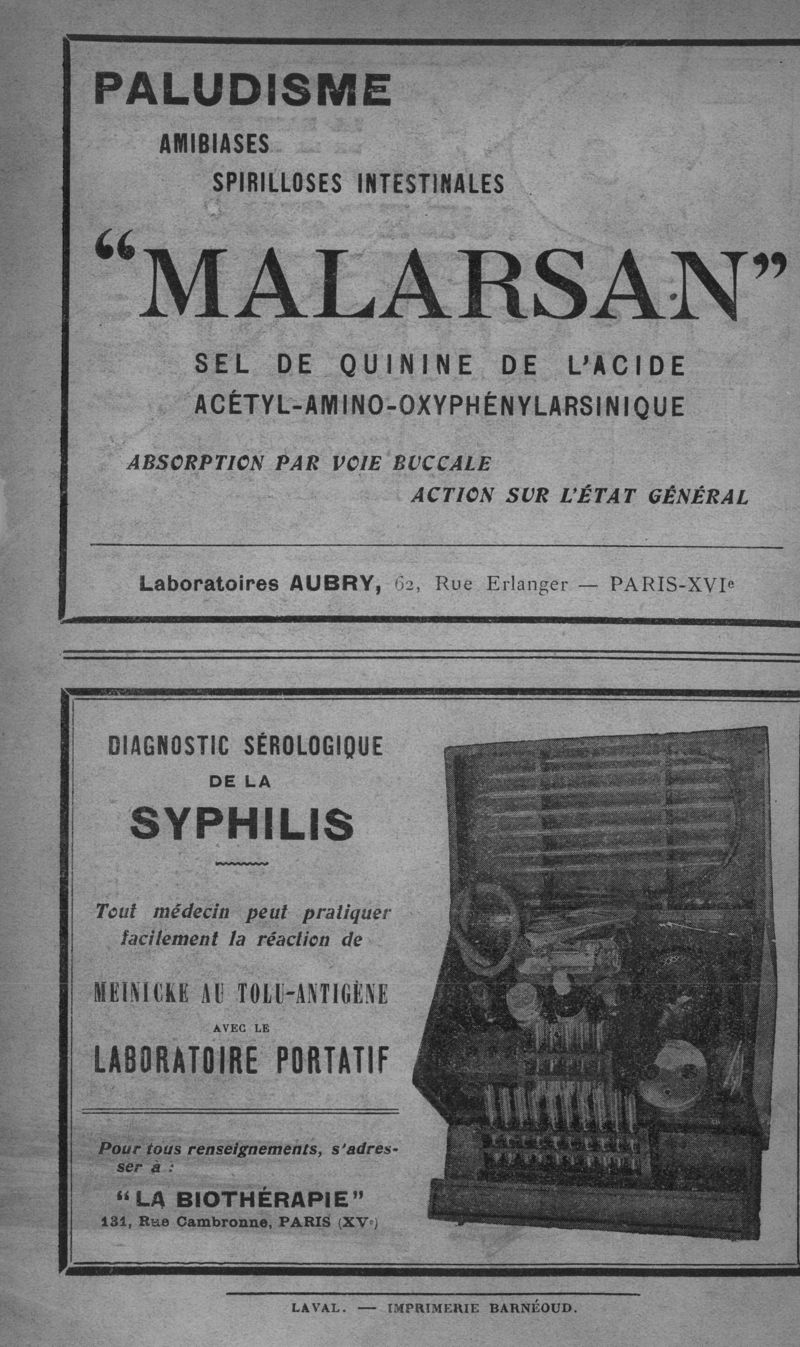 PALUDISME
AMIBIASES
SPIRILLOSES INTESTINALES
“MALARSAN”
SEL DE QUININE DE L'ACIDE
ACÉTYL-AMINO-OXYPHÉNYLARSINIQUE
ABSORPTION PAR VOIE BUCCALE
ACTION SUR L'ÉTAT GÉNÉRAL
Laboratoires AUBRY, 62, Rue Erlanger — PARIS-XVIe
DIAGNOSTIC SÉROLOGIQUE
DE LA
SYPHILIS
Tout médecin peut pratiquer
facilement la réaction de
MEINICKE AU TOLU-ANTIGÈNE
AVEC LE
LABORATOIRE PORTATIF
Pour tous renseignements, s'adres-
ser à :
“LA BIOTHÉRAPIE”
131, Rue Cambronne, PARIS (XVe)
LAVAL. — IMPRIMERIE BARNÉOUD.